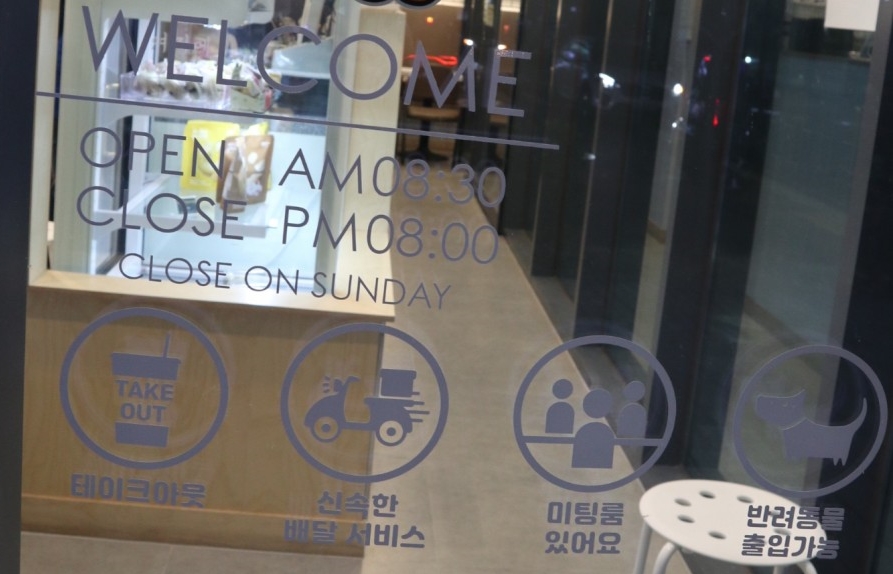 WELCOME
OPEN AM08:30
CLOSE PM08:00
CLOSE ON SUNDAY
TAKE
OUT
테이크아웃
신속한
배달 서비스
미팅룸
있어요
반려동물
출입가능